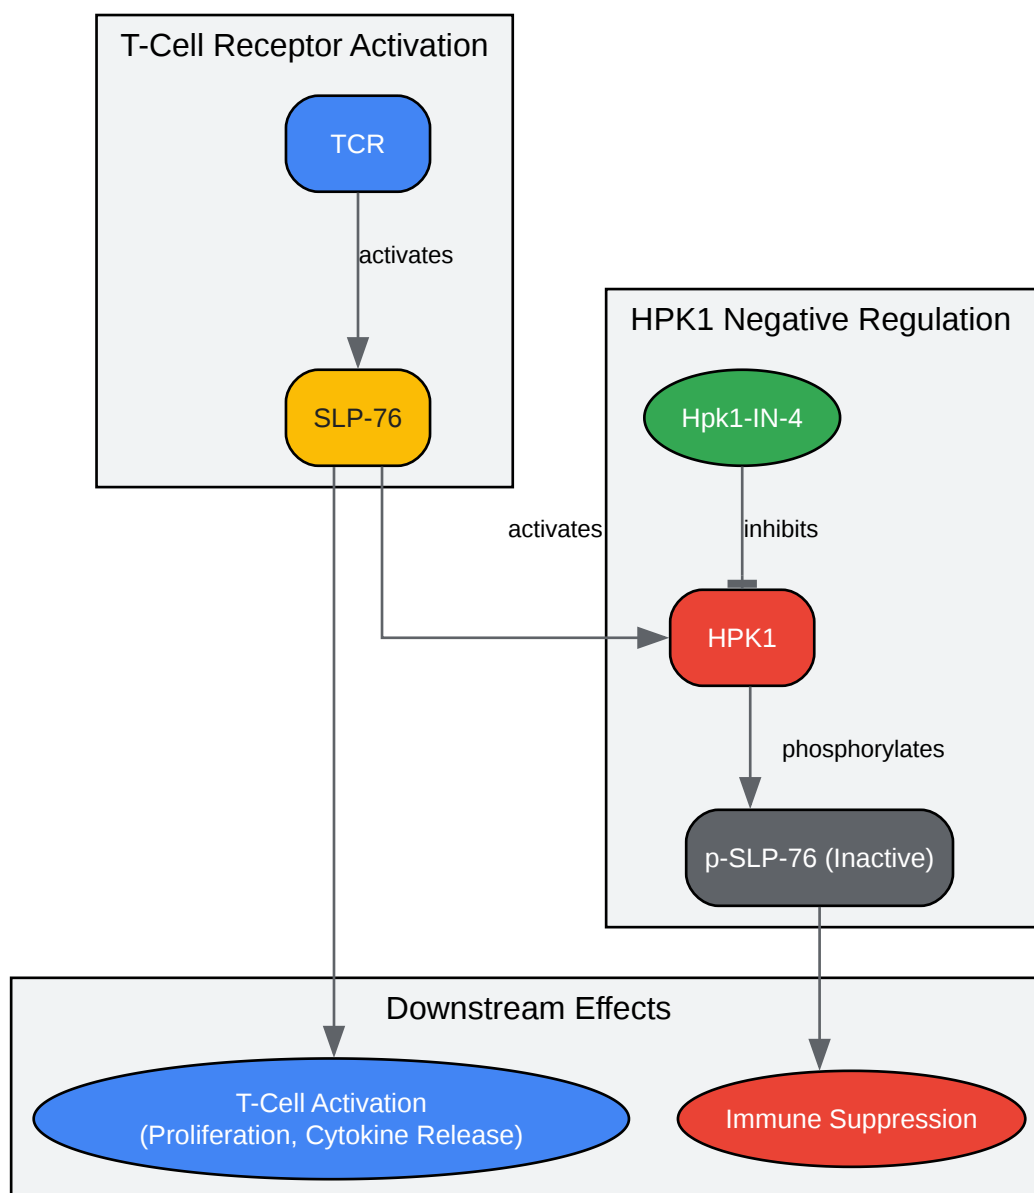 T-Cell Receptor Activation
TCR
activates
SLP-76
HPK1 Negative Regulation
Hpk1-IN-4
activates
inhibits
HPK1
phosphorylates
p-SLP-76 (Inactive)
Downstream Effects
T-Cell Activation
(Proliferation, Cytokine Release)
Immune Suppression